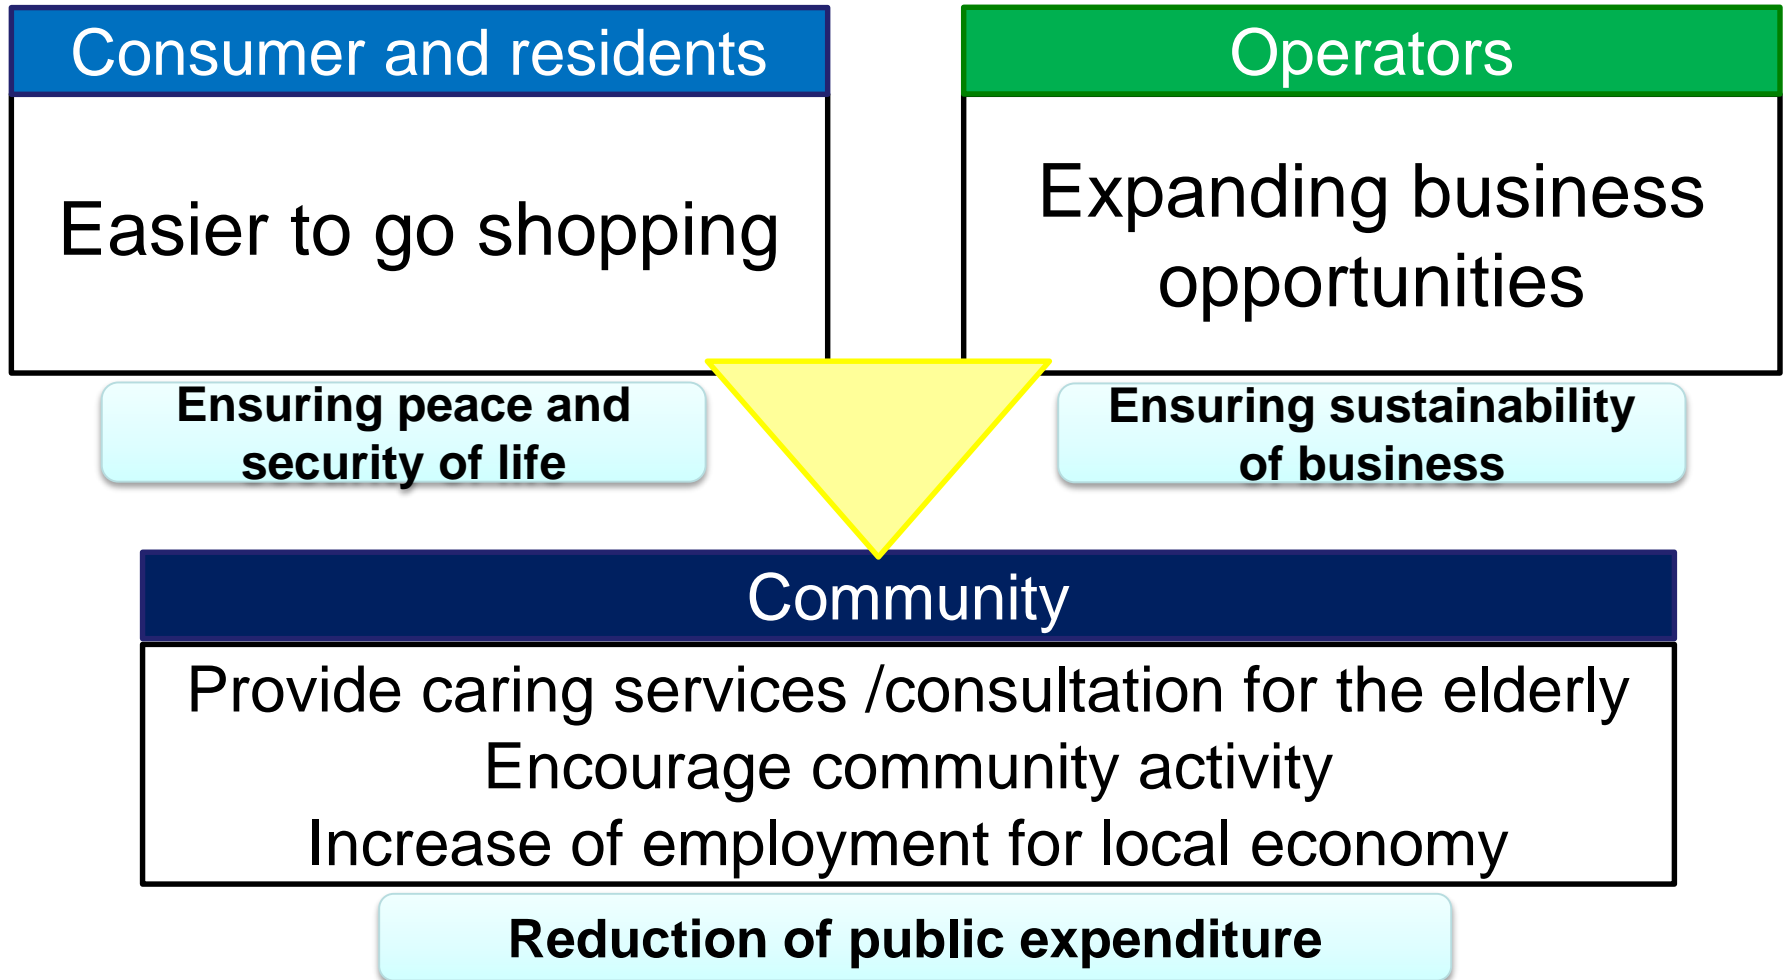 Consumer and residents
Easier to go shopping
Ensuring peace and
security of life
Operators
Expanding business
opportunities
Ensuring sustainability
of business
Community
Provide caring services /consultation for the elderly
Encourage community activity
Increase of employment for local economy
Reduction of public expenditure